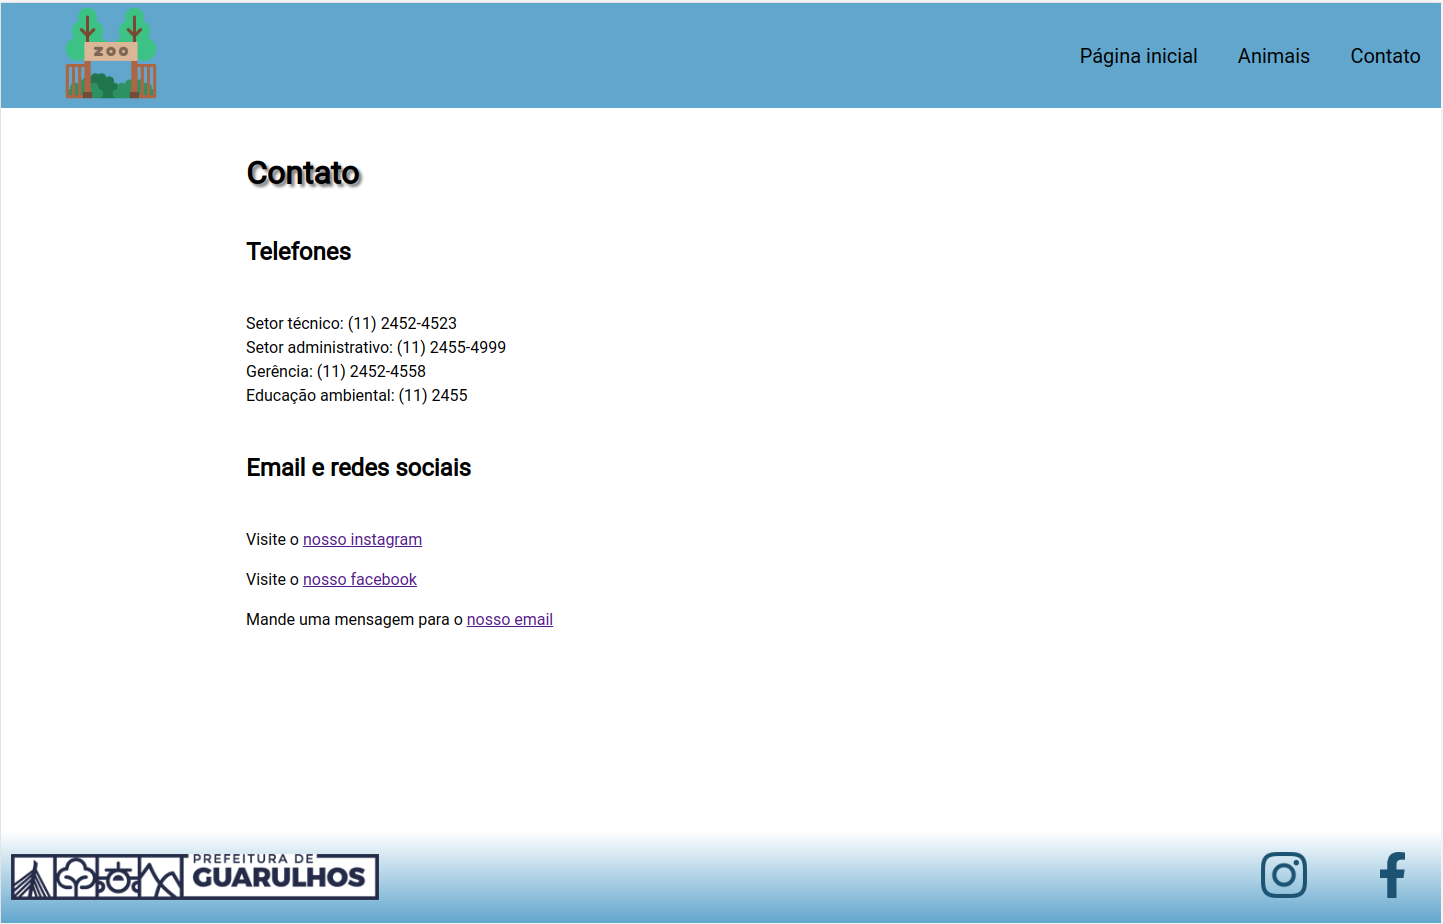 ZOO
Página inicial
Animais
Contato
Contato
Telefones
Setor técnico: (11) 2452-4523
Setor administrativo: (11) 2455-4999
Gerência: (11) 2452-4558
Educação ambiental: (11) 2455
Email e redes sociais
Visite o nosso instagram
Visite o nosso facebook
Mande uma mensagem para o nosso email
PREFEITURA DE
GUARULHOS